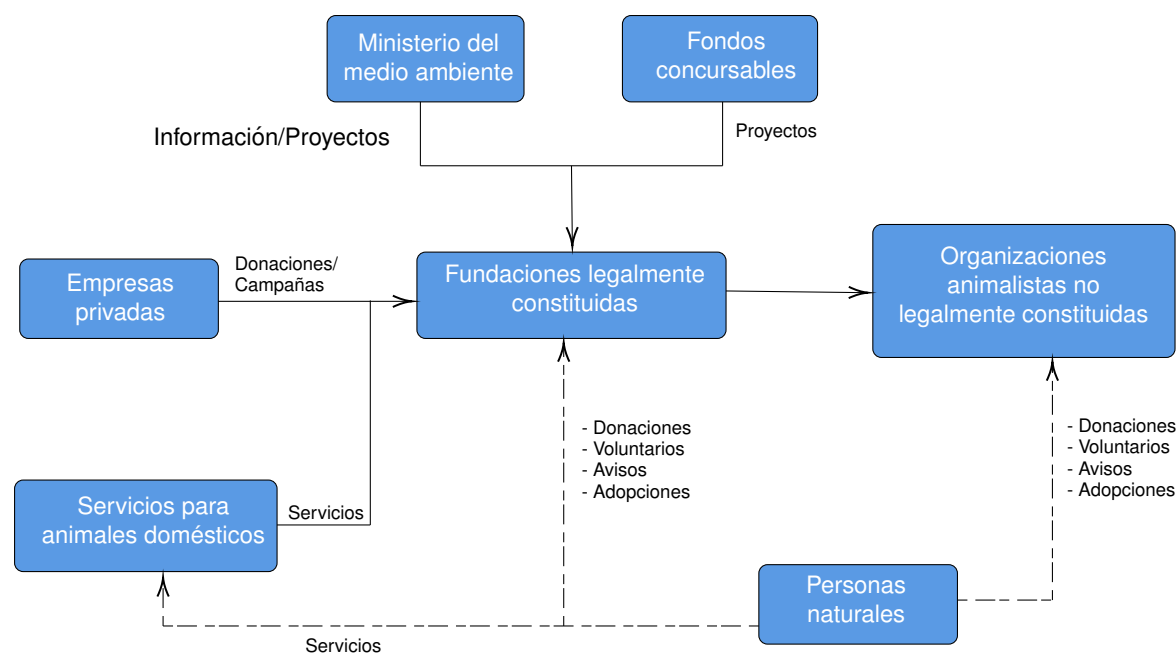 Ministerio del
medio ambiente
Fondos
concursables
Información/Proyectos
Proyectos
Empresas
privadas
Donaciones/
Campañas
Fundaciones legalmente
constituidas
Organizaciones
animalistas no
legalmente constituidas
- Donaciones
- Voluntarios
- Avisos
- Adopciones
- Donaciones
- Voluntarios
- Avisos
- Adopciones
Servicios para
animales domésticos
Servicios
Personas
naturales
Servicios